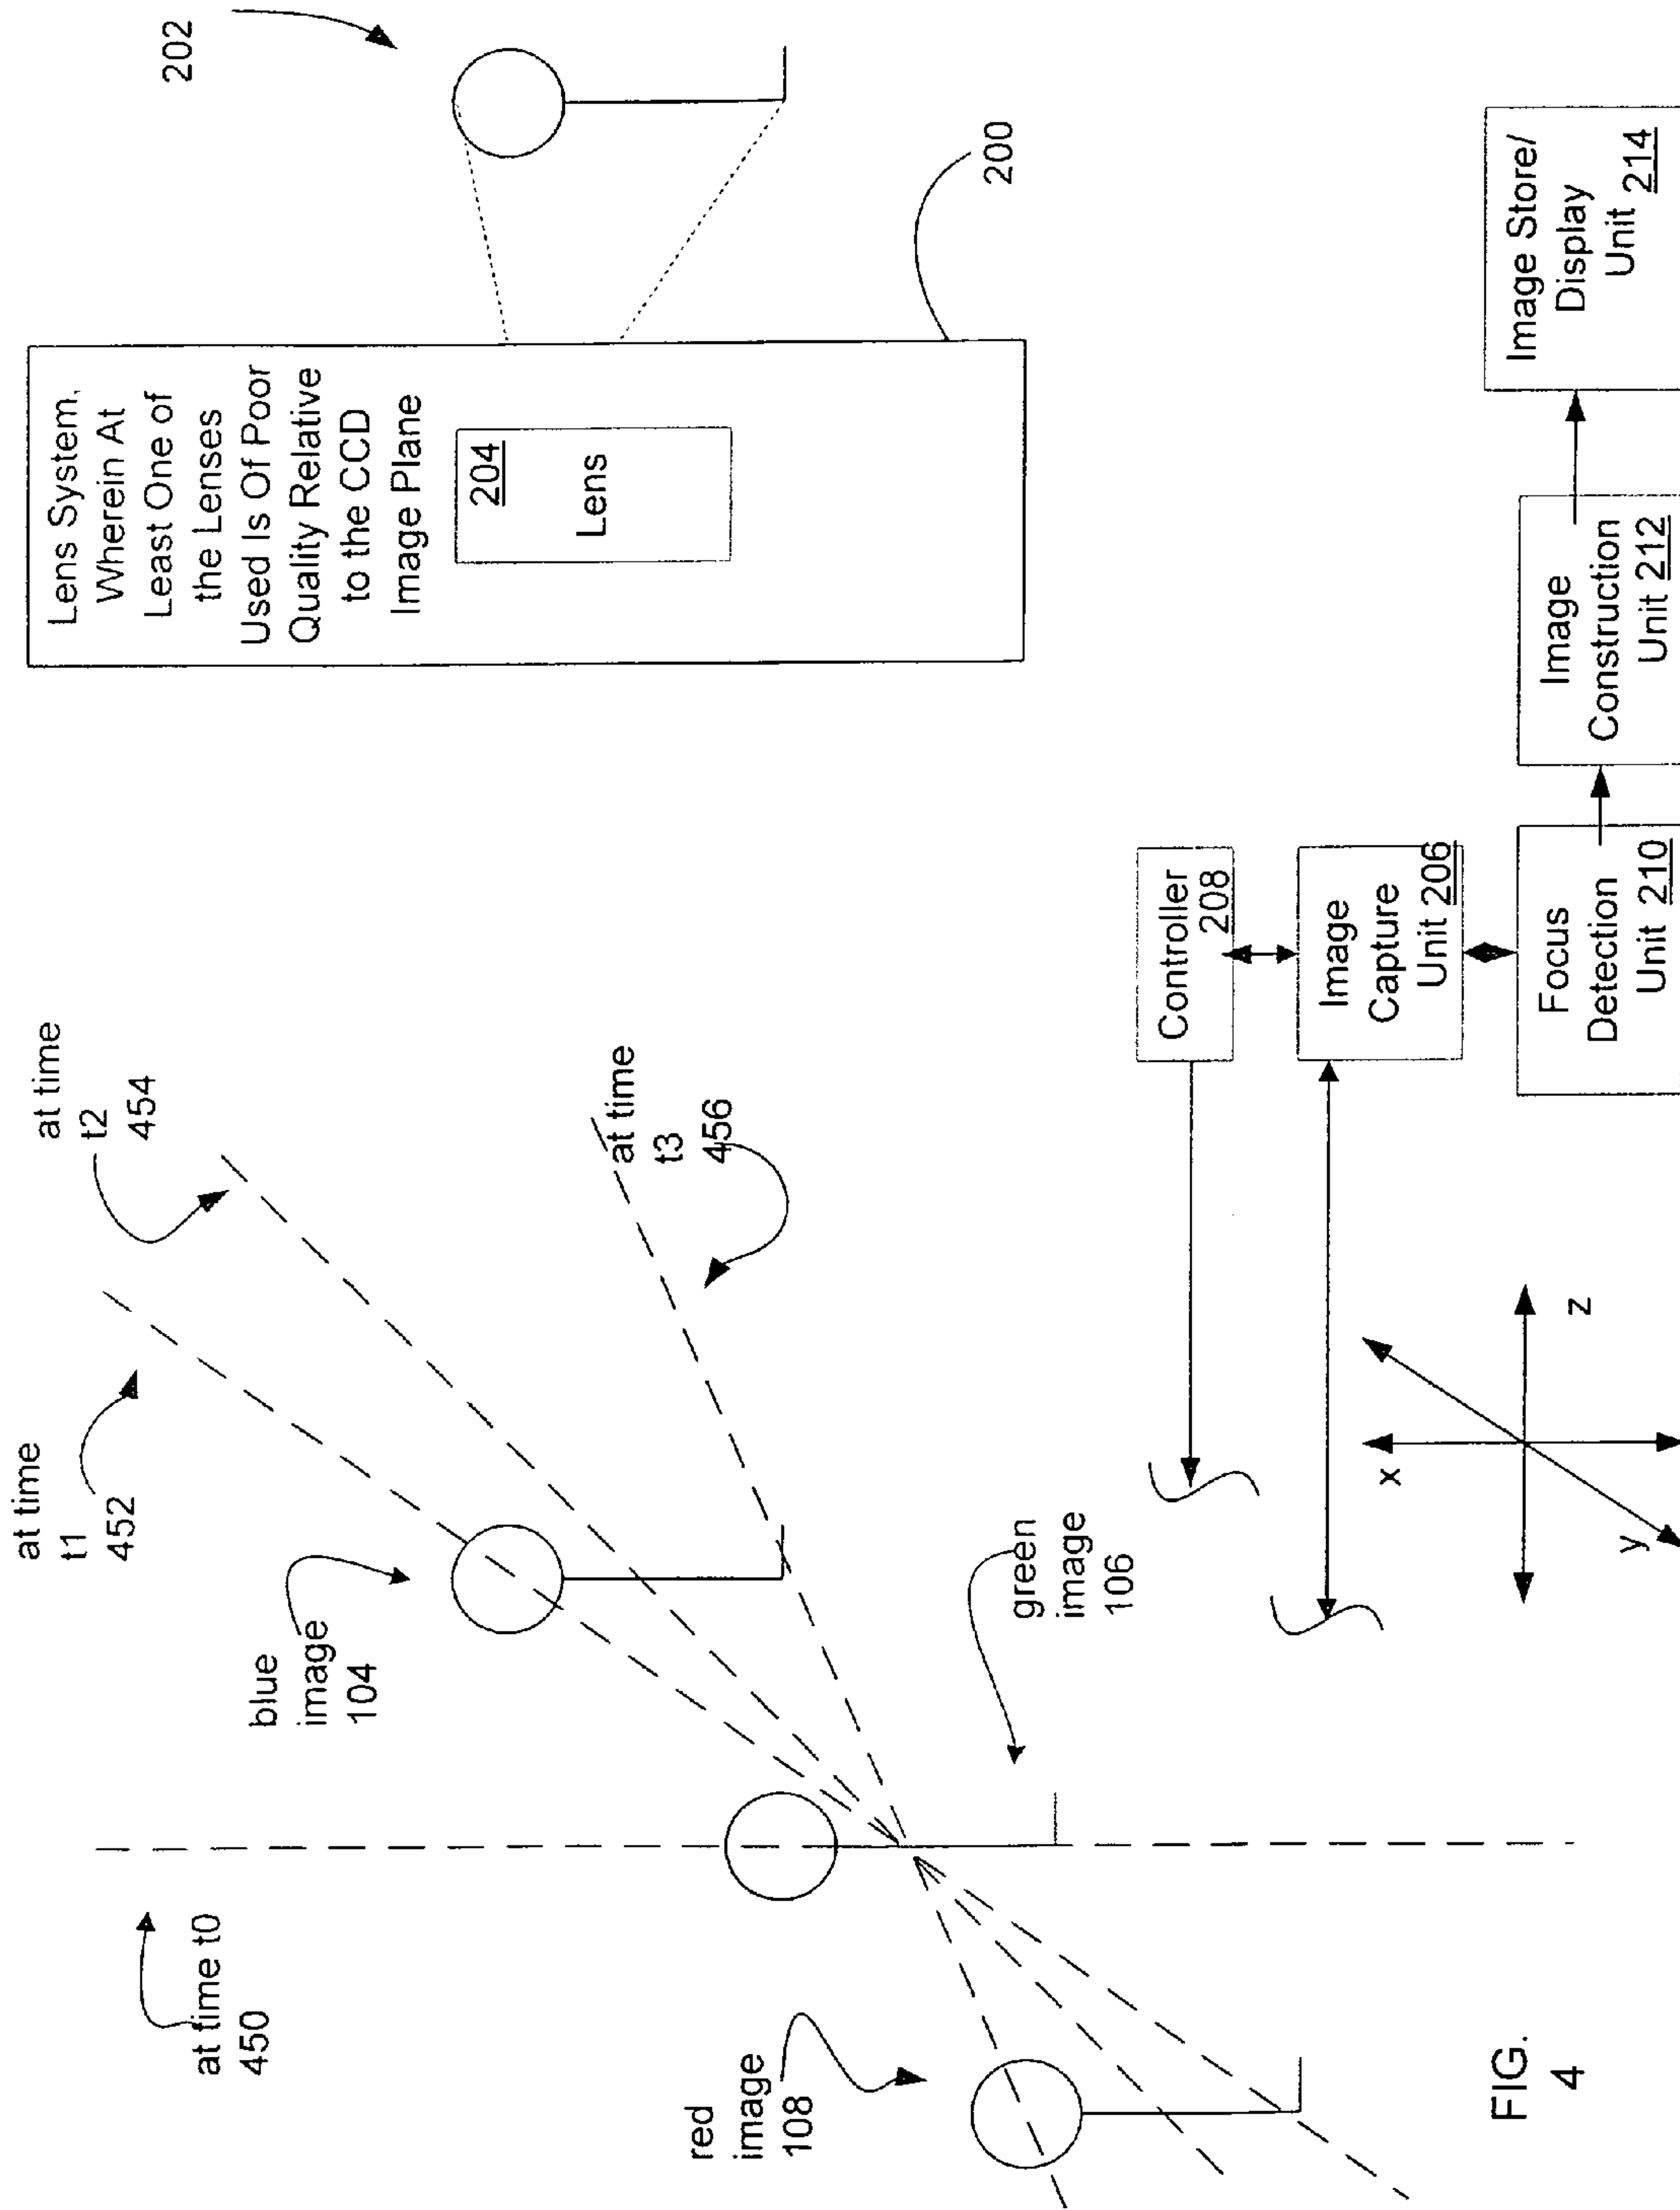 at time t0
450
at time
t1
452
at time
t2
454
at time
t3
456
red
image
108
blue
image
104
green
image
106
Lens System,
Wherein At
Least One of
the Lenses
Used Is Of Poor
Quality Relative
to the CCD
Image Plane
204
Lens
202
200
Controller
208
Image
Capture
Unit 206
Focus
Detection
Unit 210
Image
Construction
Unit 212
Image Store/
Display
Unit 214
x
y
z
FIG.
4